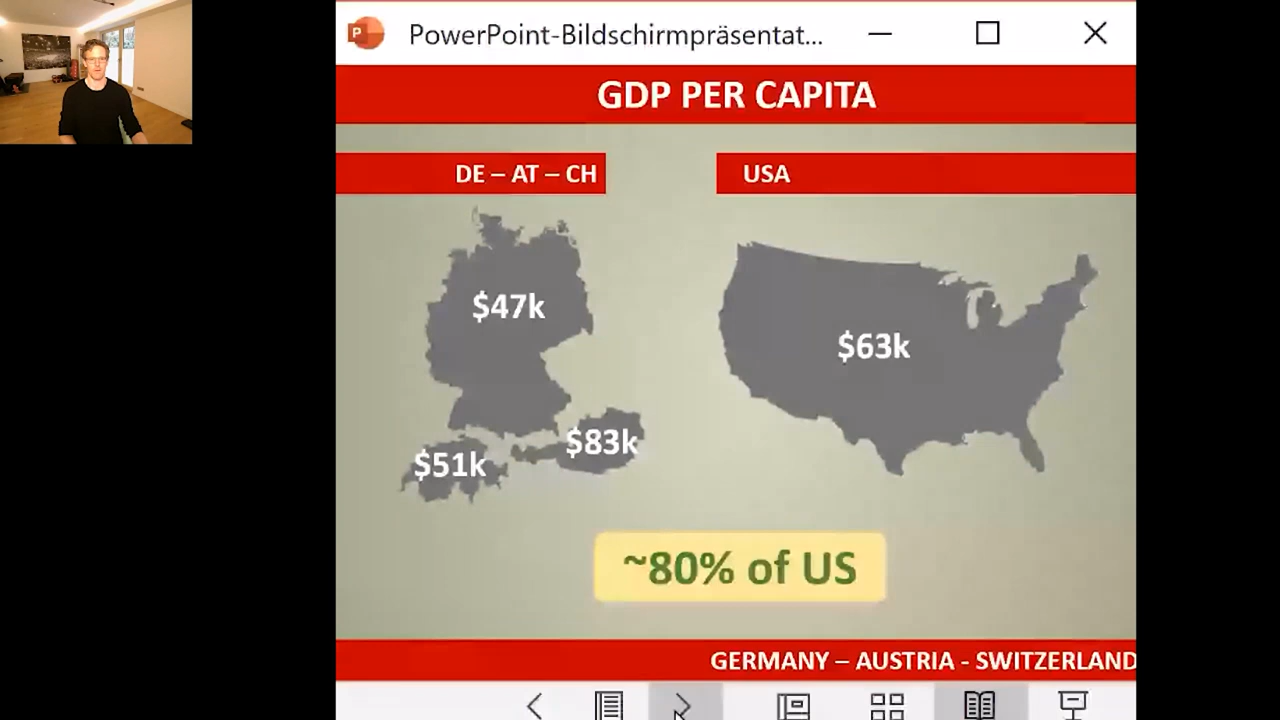 PowerPoint-Bildschirmpräsentat...
GDP PER CAPITA
DE – AT – CH
USA
$47k
$63k
$83k
$51k
~80% of US
GERMANY – AUSTRIA - SWITZERLAND